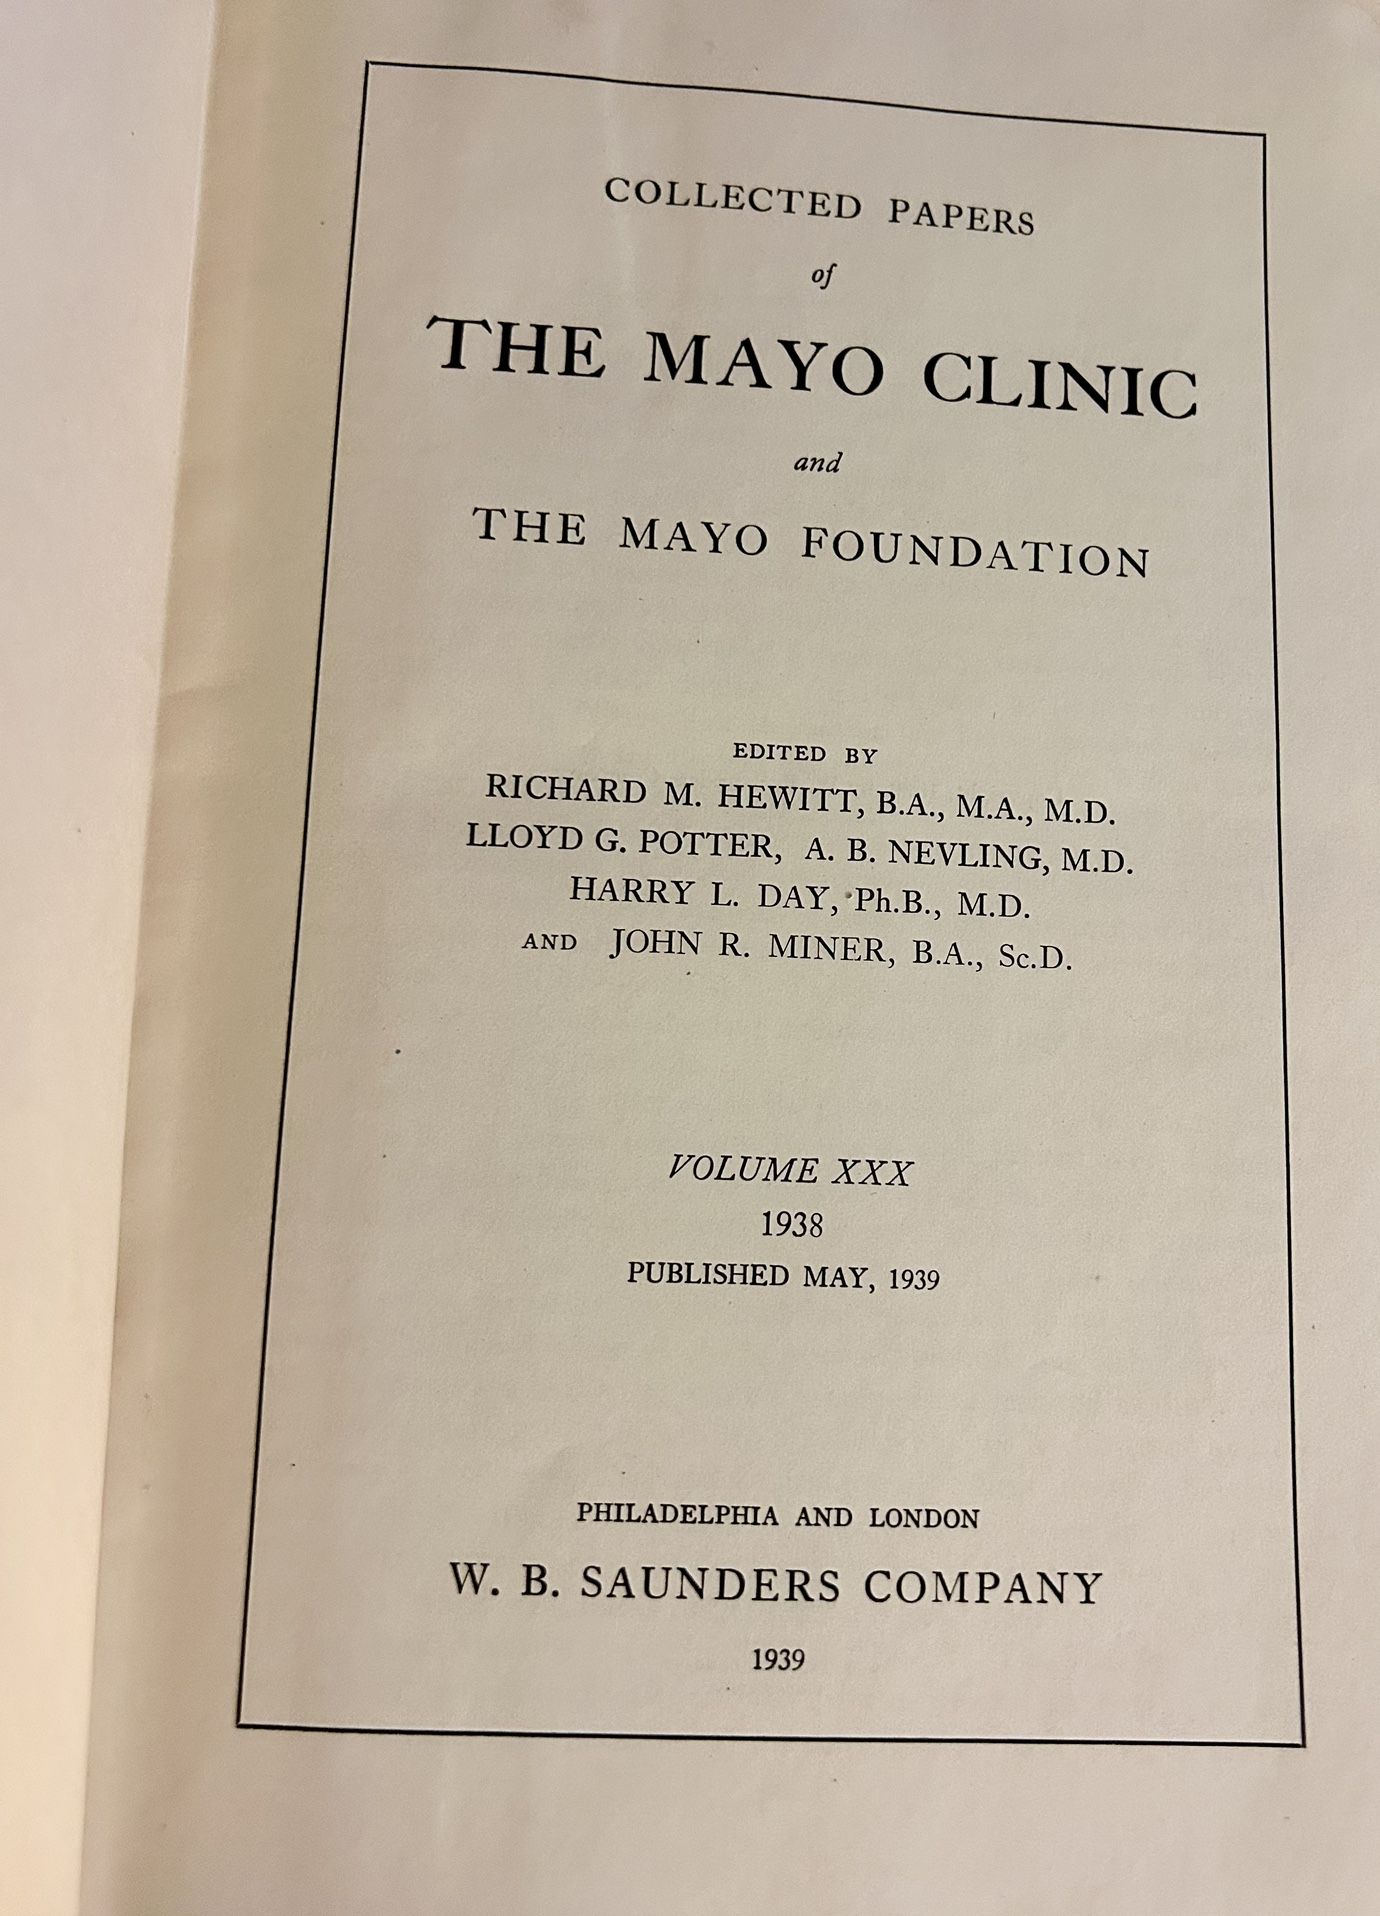 COLLECTED PAPERS
of
THE MAYO CLINIC
and
THE MAYO FOUNDATION
EDITED BY
RICHARD M. HEWITT, B.A., M.A., M.D.
LLOYD G. POTTER, A. B. NEVLING, M.D.
HARRY L. DAY, Ph.B., M.D.
AND JOHN R. MINER, B.A., Sc.D.
VOLUME XXX
1938
PUBLISHED MAY, 1939
PHILADELPHIA AND LONDON
W. B. SAUNDERS COMPANY
1939